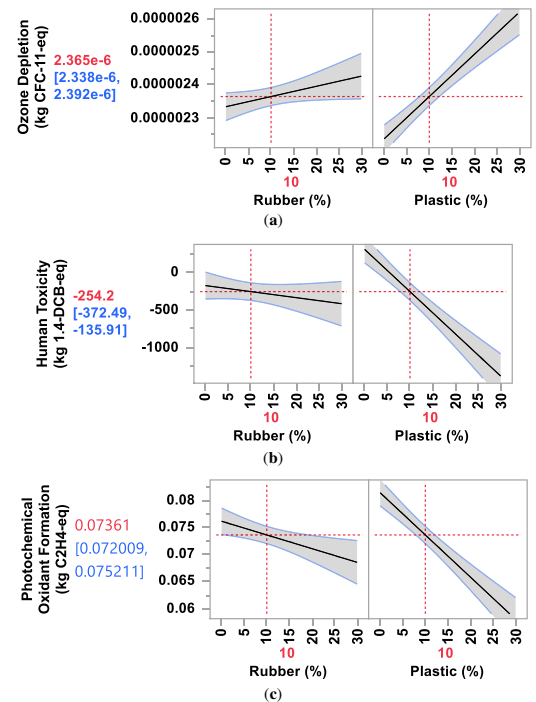 Ozone Depletion
(kg CFC-11-eq)
2.365e-6
[2.338e-6,
2.392e-6]
0.0000026
0.0000025
0.0000024
0.0000023
0 5 10 15 20 25 30
0 5 10 15 20 25 30
10
10
Rubber (%)
Plastic (%)
(a)
Human Toxicity
(kg 1.4-DCB-eq)
-254.2
[-372.49,
-135.91]
0
-500
-1000
0 5 10 15 20 25 30
0 5 10 15 20 25 30
10
10
Rubber (%)
Plastic (%)
(b)
Photochemical
Oxidant Formation
(kg C2H4-eq)
0.07361
[0.072009,
0.075211]
0.08
0.075
0.07
0.065
0.06
0 5 10 15 20 25 30
0 5 10 15 20 25 30
10
10
Rubber (%)
Plastic (%)
(c)